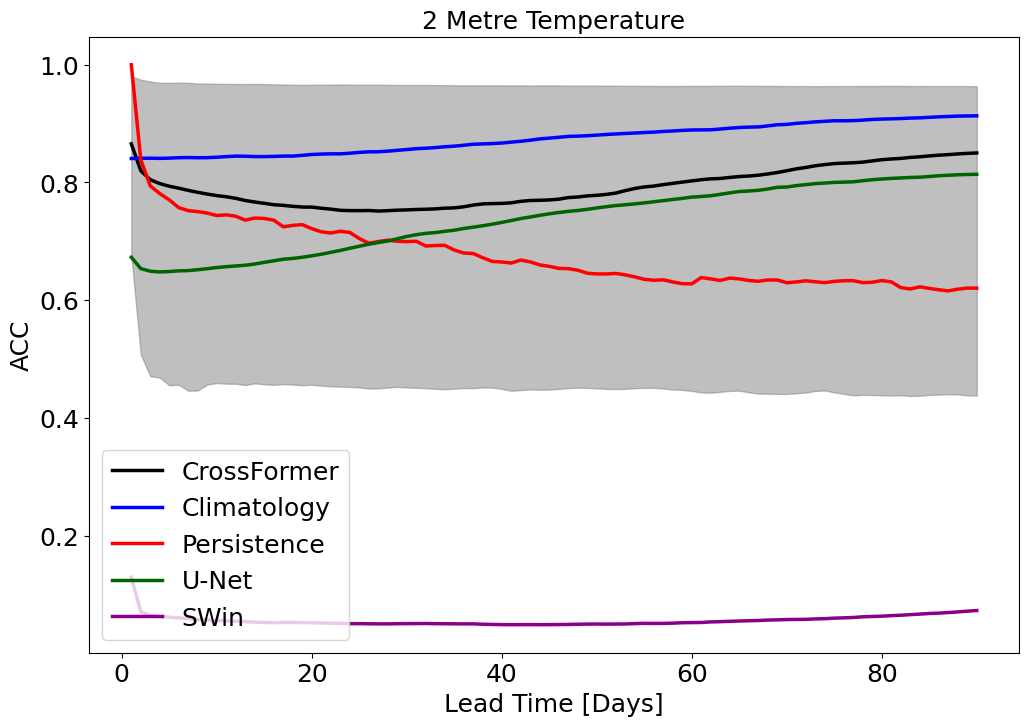 2 Metre Temperature
ACC
1.0
0.8
0.6
0.4
0.2
CrossFormer
Climatology
Persistence
U-Net
SWin
0 20 40 60 80
Lead Time [Days]